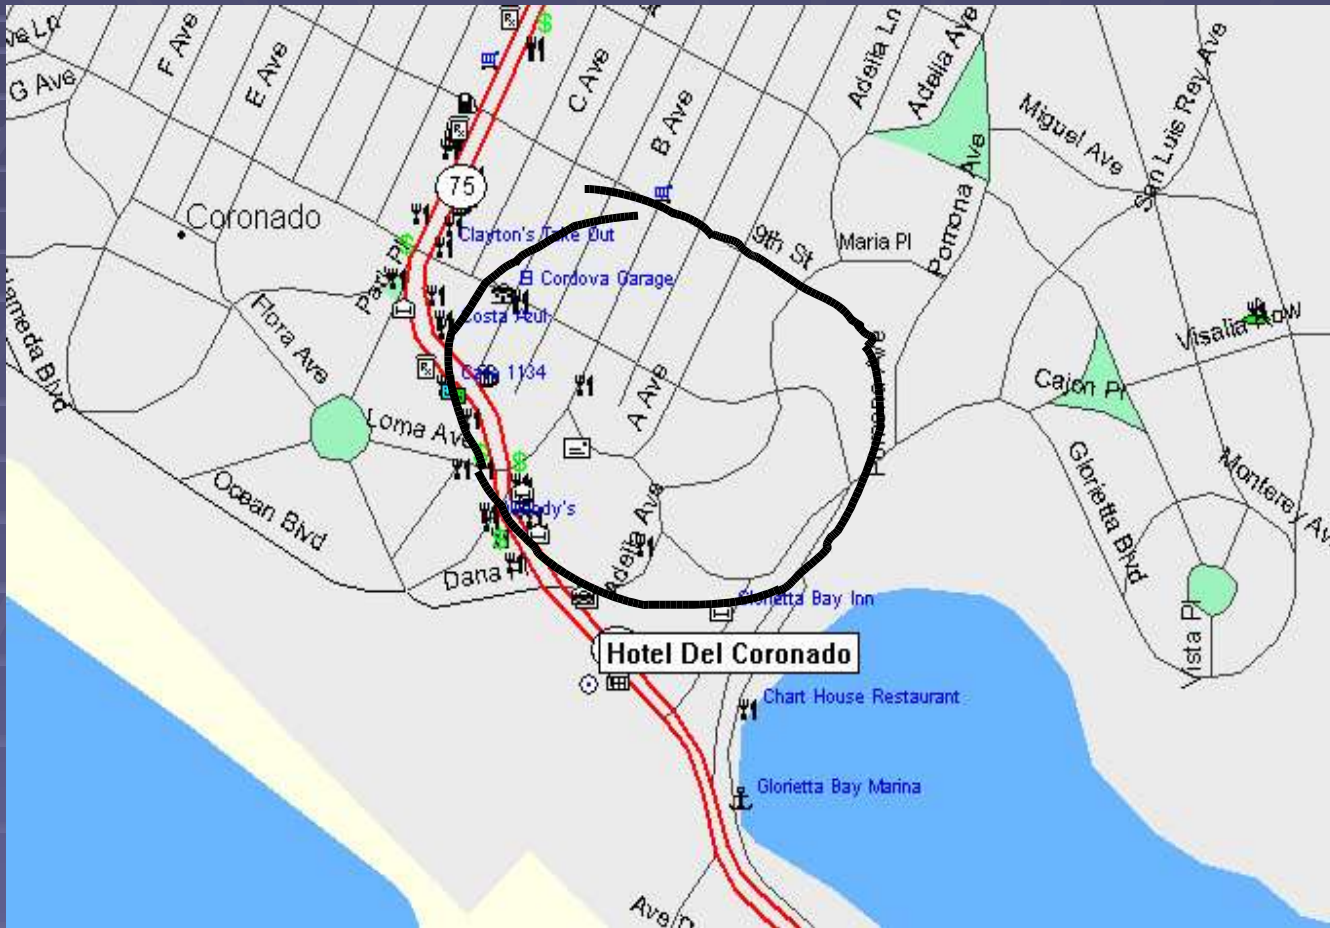 G Ave
F Ave
E Ave
C Ave
B Ave
Adella Ln
Adella Ave
Miguel Ave
San Luis Rey Ave
Pomona Ave
75
Coronado
Clayton's Take Out
9th St
Maria Pl
Park Pl
Cordova Garage
Costa Azul
Flora Ave
Visalia Row
Cafe 1134
Cajon Pl
A Ave
Loma Ave
Pomona Ave
Ocean Blvd
Glorietta Blvd
Monterey
Adella Ave
Dana Pl
Glorietta Bay Inn
Vista Pl
Hotel Del Coronado
Chart House Restaurant
Glorietta Bay Marina
Ave